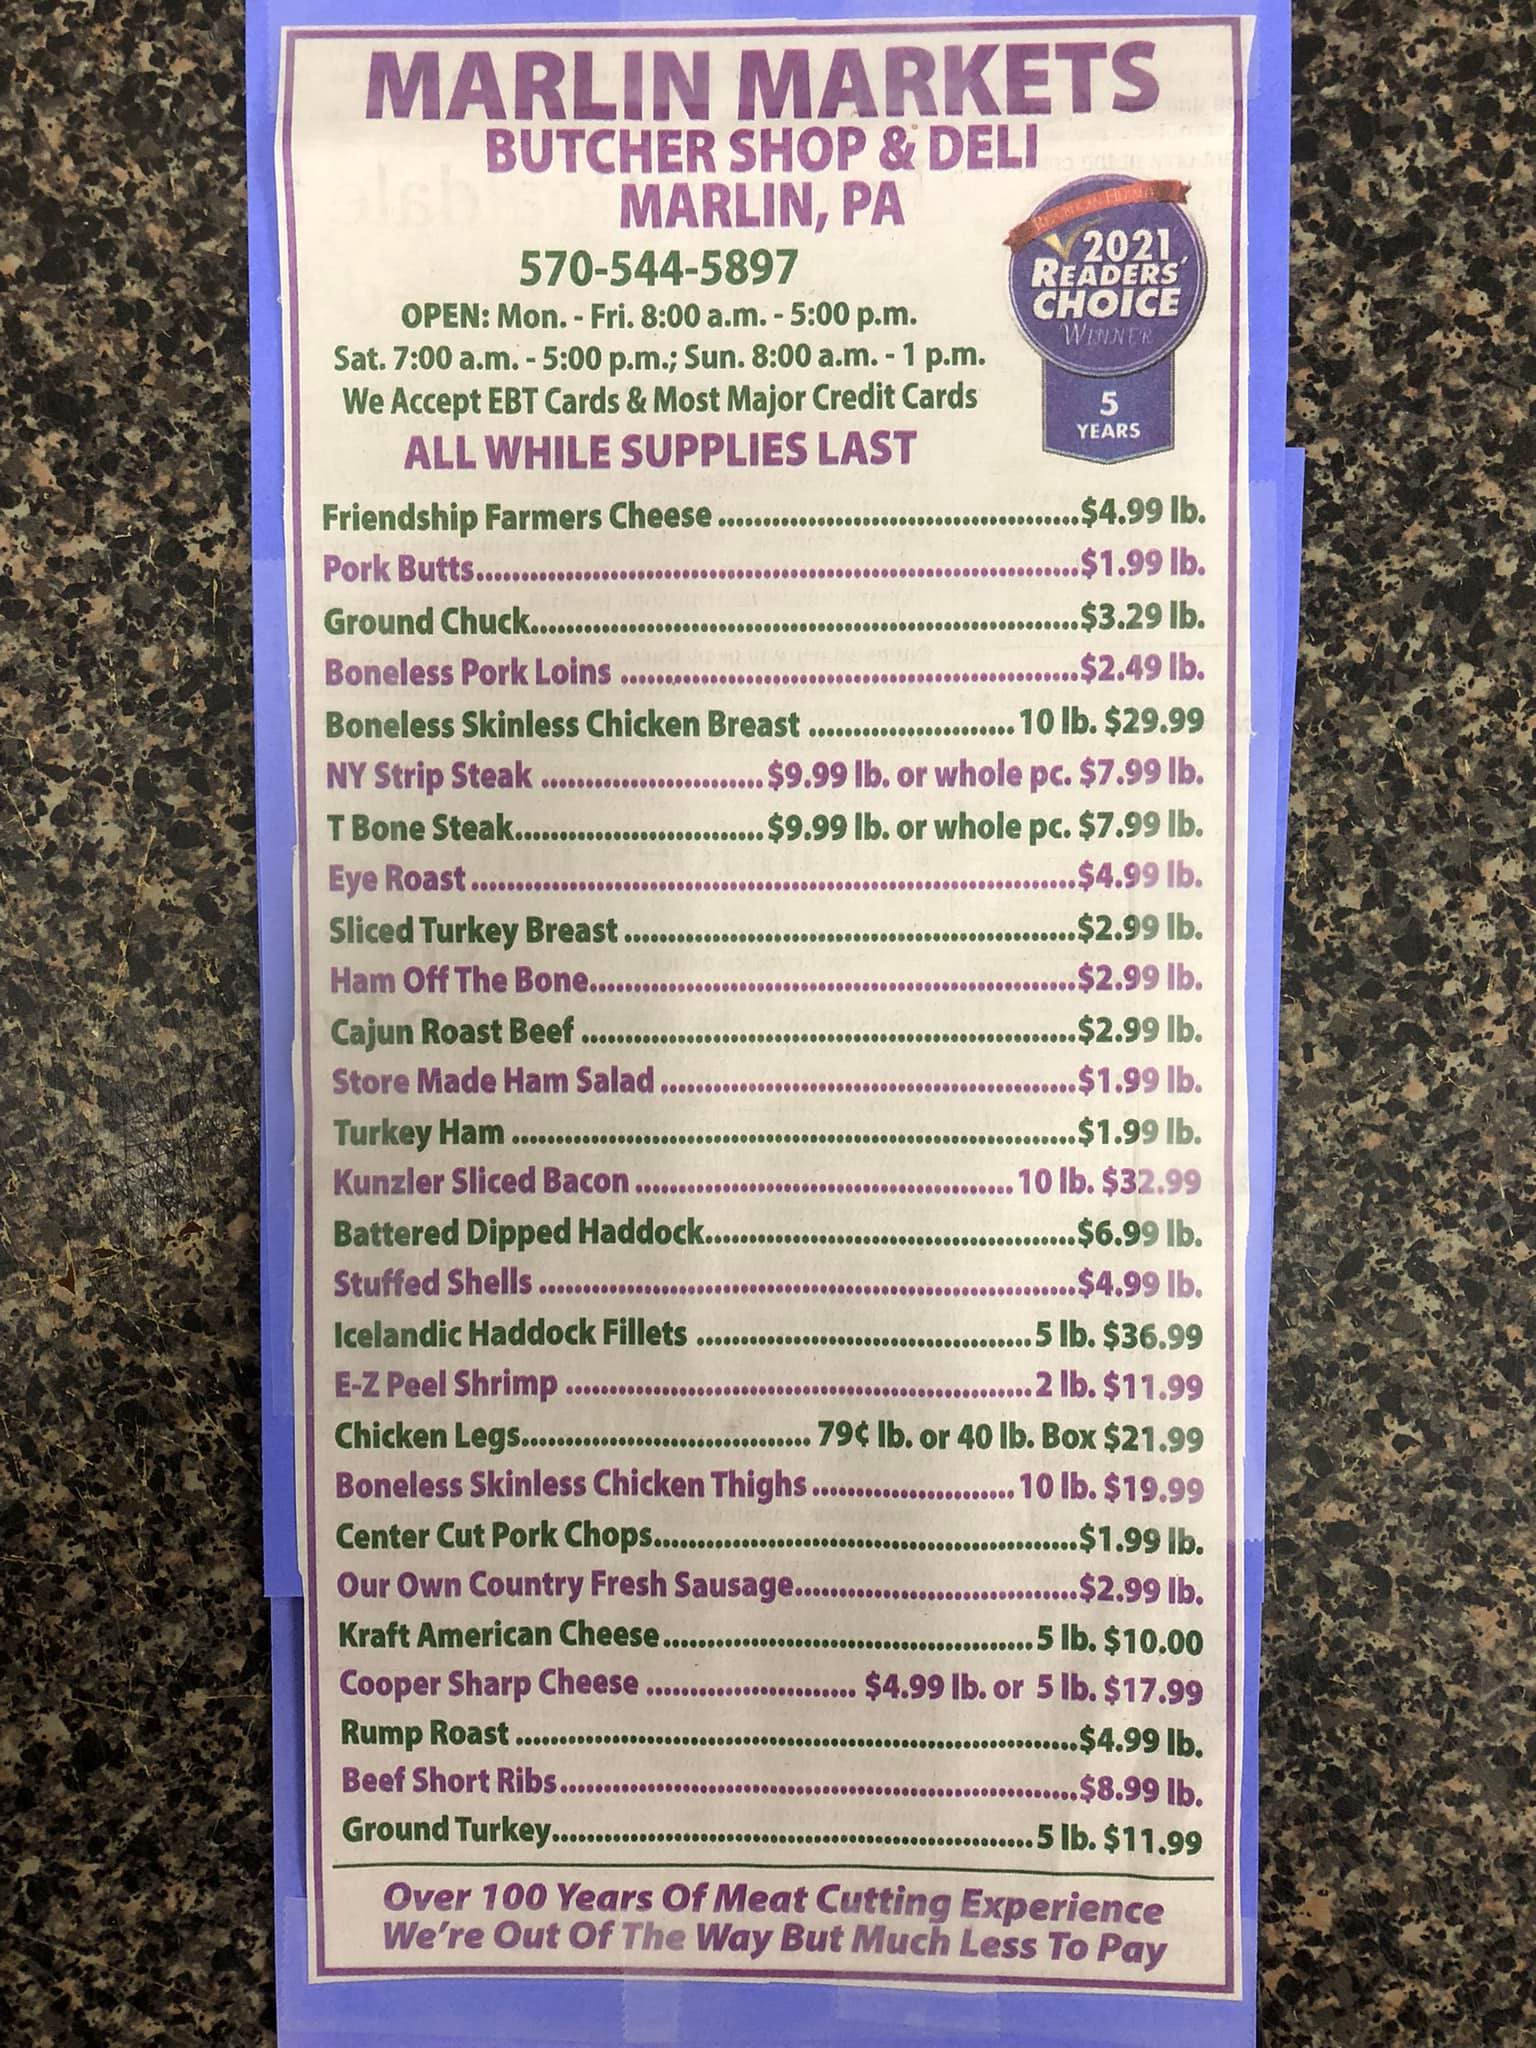 MARLIN MARKETS
BUTCHER SHOP & DELI
MARLIN, PA
570-544-5897
OPEN: Mon. - Fri. 8:00 a.m. - 5:00 p.m.
Sat. 7:00 a.m. - 5:00 p.m.; Sun. 8:00 a.m. - 1 p.m.
We Accept EBT Cards & Most Major Credit Cards
ALL WHILE SUPPLIES LAST
2021
READERS'
CHOICE
WINNER
5
YEARS
Friendship Farmers Cheese ........ $4.99 lb.
Pork Butts........ $1.99 lb.
Ground Chuck........ $3.29 lb.
Boneless Pork Loins ........ $2.49 lb.
Boneless Skinless Chicken Breast ........ 10 lb. $29.99
NY Strip Steak ........ $9.99 lb. or whole pc. $7.99 lb.
T Bone Steak........ $9.99 lb. or whole pc. $7.99 lb.
Eye Roast ........ $4.99 lb.
Sliced Turkey Breast ........ $2.99 lb.
Ham Off The Bone........ $2.99 lb.
Cajun Roast Beef ........ $2.99 lb.
Store Made Ham Salad ........ $1.99 lb.
Turkey Ham ........ $1.99 lb.
Kunzler Sliced Bacon ........ 10 lb. $32.99
Battered Dipped Haddock........ $6.99 lb.
Stuffed Shells ........ $4.99 lb.
Icelandic Haddock Fillets ........ 5 lb. $36.99
E-Z Peel Shrimp ........ 2 lb. $11.99
Chicken Legs........ 79¢ lb. or 40 lb. Box $21.99
Boneless Skinless Chicken Thighs ........ 10 lb. $19.99
Center Cut Pork Chops........ $1.99 lb.
Our Own Country Fresh Sausage........ $2.99 lb.
Kraft American Cheese........ 5 lb. $10.00
Cooper Sharp Cheese ........ $4.99 lb. or 5 lb. $17.99
Rump Roast ........ $4.99 lb.
Beef Short Ribs........ $8.99 lb.
Ground Turkey........ 5 lb. $11.99
Over 100 Years Of Meat Cutting Experience
We're Out Of The Way But Much Less To Pay